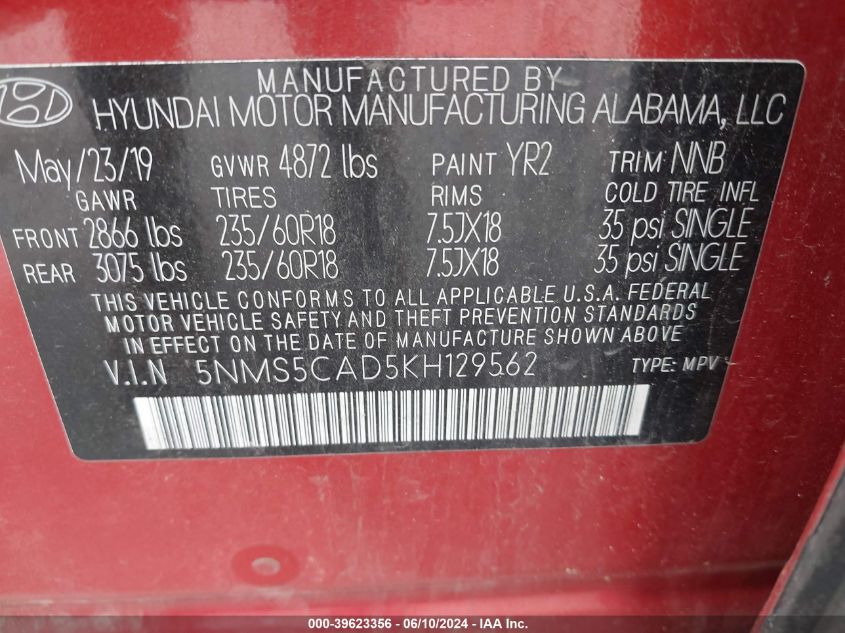 MANUFACTURED BY
HYUNDAI MOTOR MANUFACTURING ALABAMA, LLC
May/23/19 GVWR 4872 lbs PAINT YR2 TRIM NNB
GAWR TIRES RIMS COLD TIRE INFL
FRONT 2866 lbs 235/60R18 7.5JX18 35 psi SINGLE
REAR 3075 lbs 235/60R18 7.5JX18 35 psi SINGLE
THIS VEHICLE CONFORMS TO ALL APPLICABLE U.S.A. FEDERAL
MOTOR VEHICLE SAFETY AND THEFT PREVENTION STANDARDS
IN EFFECT ON THE DATE OF MANUFACTURE SHOWN ABOVE.
V.I.N 5NMS5CAD5KH129562 TYPE: MPV
000-39623356 - 06/10/2024 - IAA Inc.